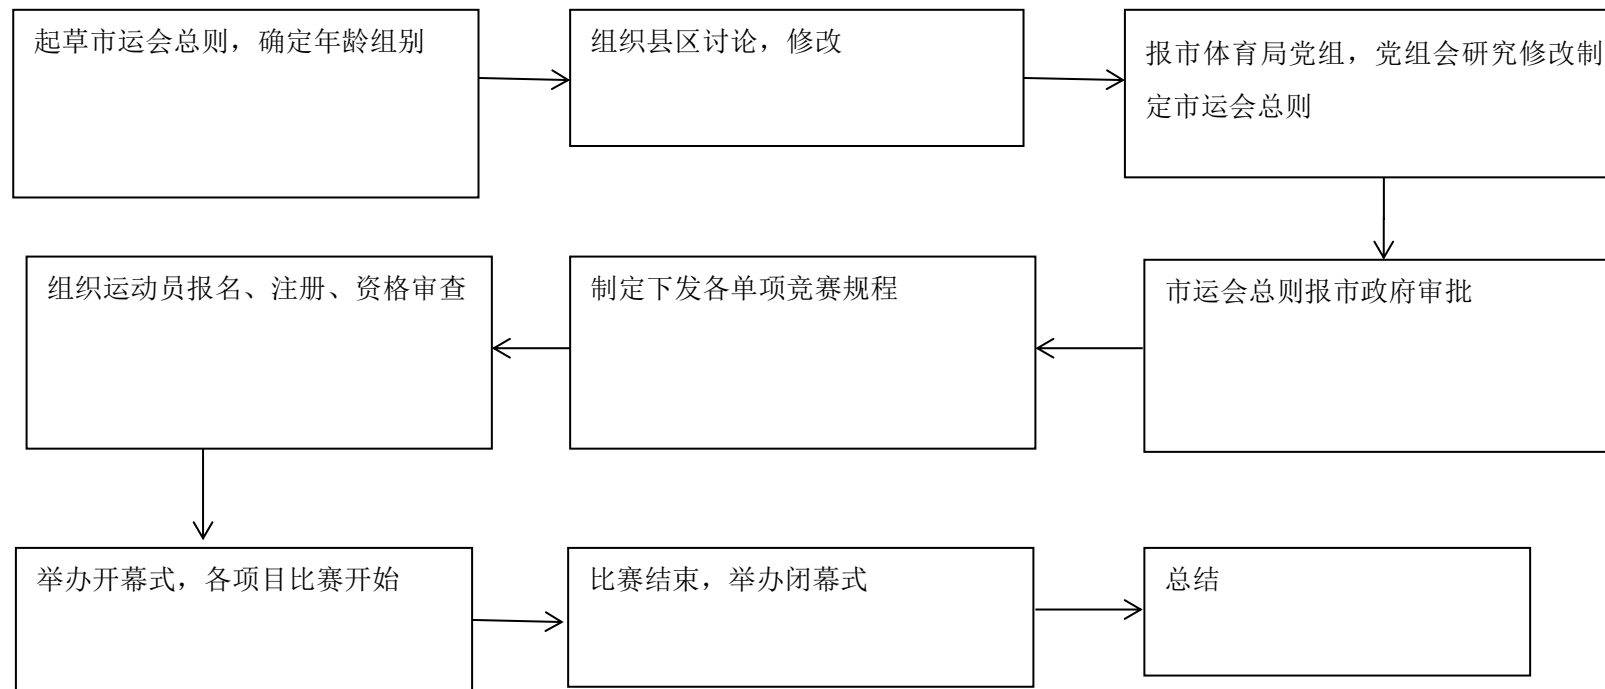 起草市运会总则，确定年龄组别
组织县区讨论，修改
报市体育局党组，党组会研究修改制
定市运会总则
市运会总则报市政府审批
制定下发各单项竞赛规程
组织运动员报名、注册、资格审查
举办开幕式，各项目比赛开始
比赛结束，举办闭幕式
总结